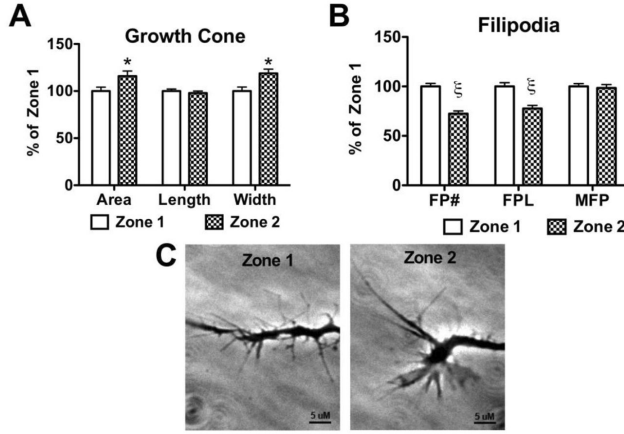 A
Growth Cone
% of Zone 1
150
100
50
0
*
*
Area Length Width
Zone 1 Zone 2
B
Filipodia
% of Zone 1
150
100
50
0
ξ
ξ
FP# FPL MFP
Zone 1 Zone 2
C
Zone 1
5 uM
Zone 2
5 uM